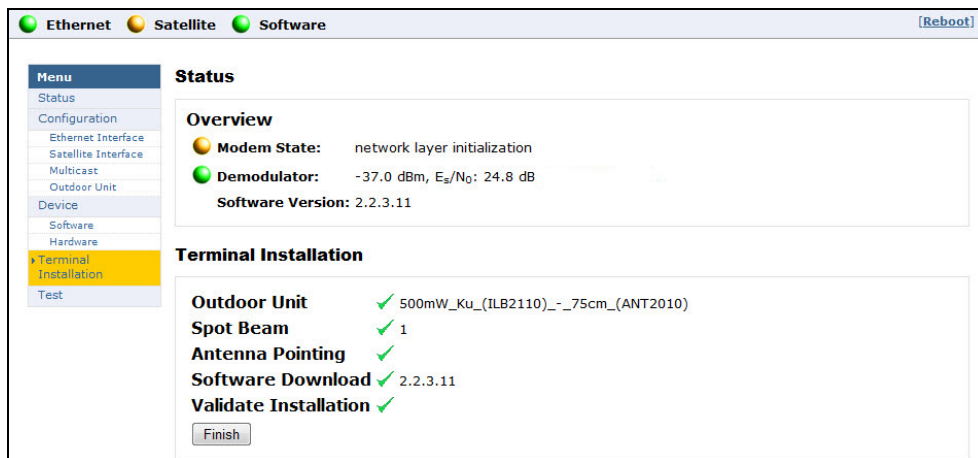 Ethernet Satellite Software [Reboot]
Menu
Status
Configuration
Ethernet Interface
Satellite Interface
Multicast
Outdoor Unit
Device
Software
Hardware
Terminal
Installation
Test
Status
Overview
Modem State: network layer initialization
Demodulator: -37.0 dBm, Es/N0: 24.8 dB
Software Version: 2.2.3.11
Terminal Installation
Outdoor Unit 500mW_Ku_(ILB2110)_-_75cm_(ANT2010)
Spot Beam 1
Antenna Pointing
Software Download 2.2.3.11
Validate Installation
Finish